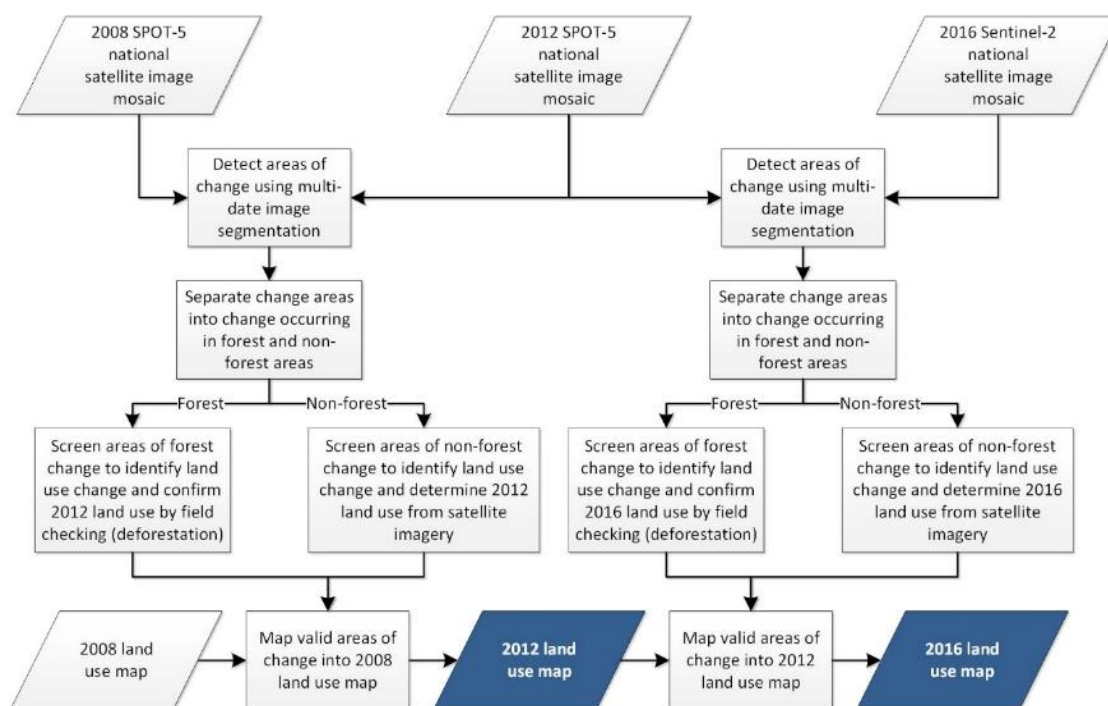 2008 SPOT-5
national
satellite image
mosaic
2012 SPOT-5
national
satellite image
mosaic
2016 Sentinel-2
national
satellite image
mosaic
Detect areas of
change using multi-
date image
segmentation
Detect areas of
change using multi-
date image
segmentation
Separate change areas
into change occurring
in forest and non-
forest areas
Separate change areas
into change occurring
in forest and non-
forest areas
Forest
Non-forest
Forest
Non-forest
Screen areas of forest
change to identify land
use change and confirm
2012 land use by field
checking (deforestation)
Screen areas of non-forest
change to identify land use
change and determine 2012
land use from satellite
imagery
Screen areas of forest
change to identify land
use change and confirm
2016 land use by field
checking (deforestation)
Screen areas of non-forest
change to identify land use
change and determine 2016
land use from satellite
imagery
2008 land
use map
Map valid areas of
change into 2008
land use map
2012 land
use map
Map valid areas of
change into 2012
land use map
2016 land
use map